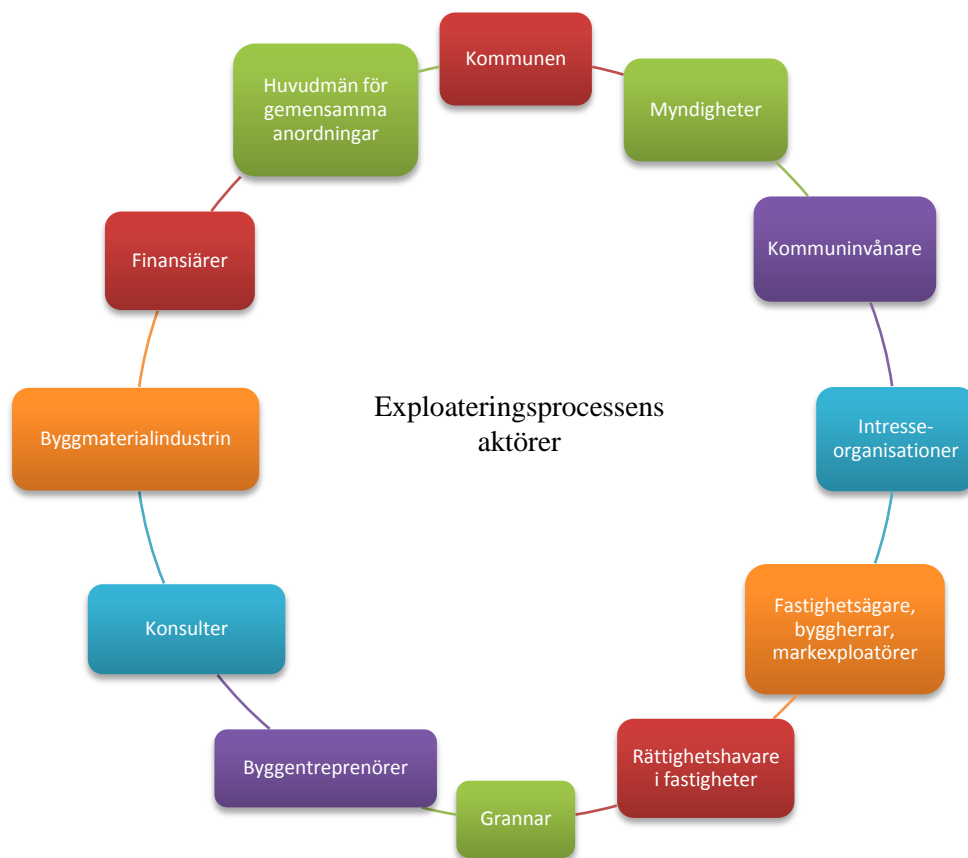 Kommunen
Myndigheter
Kommuninvånare
Intresse-
organisationer
Fastighetsägare,
byggherrar,
markexploatörer
Rättighetshavare
i fastigheter
Grannar
Byggentreprenörer
Konsulter
Byggmaterialindustrin
Finansiärer
Huvudmän för
gemensamma
anordningar
Exploateringsprocessens
aktörer